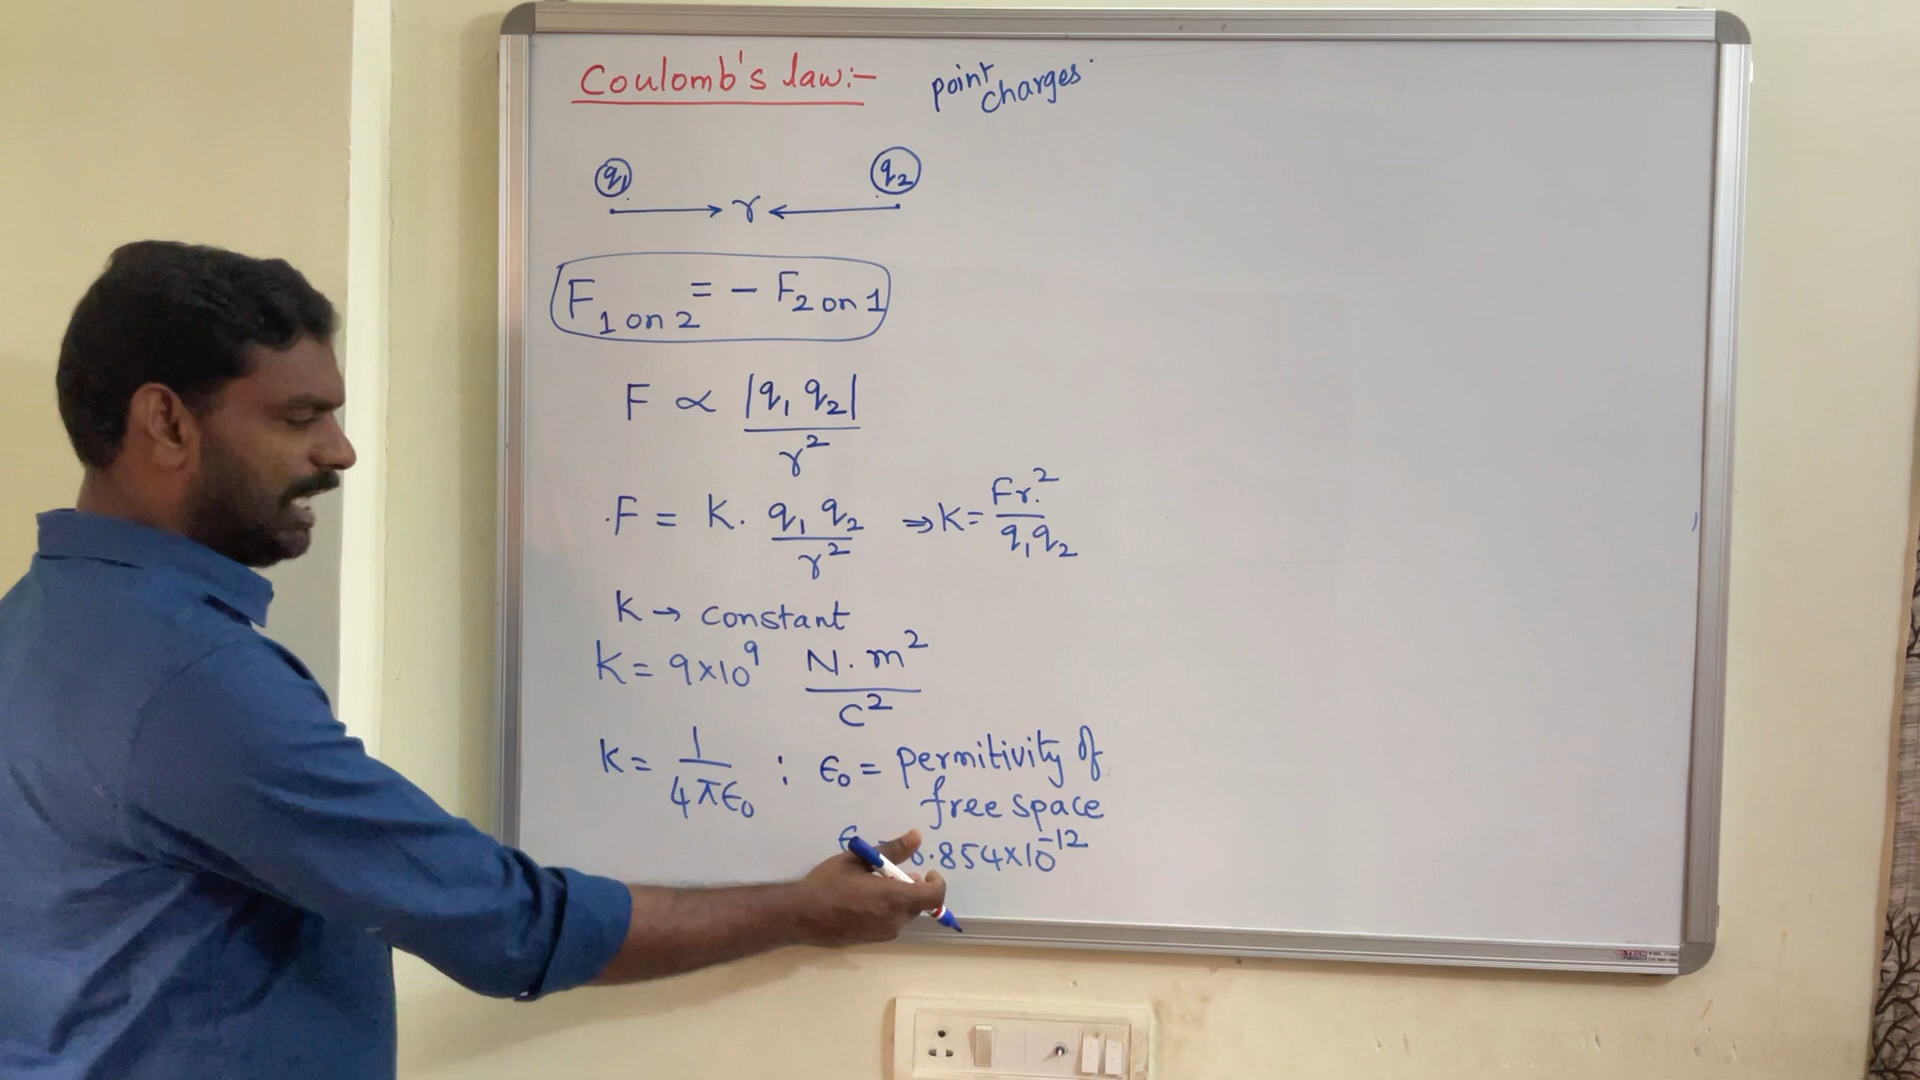 Coulomb's law:-
point charges
q₁ q₂
r
F₁ on 2 = - F₂ on 1
F ∝ |q₁ q₂| / r²
F = K. q₁ q₂ / r² ⇒ K = Fr² / q₁q₂
K → constant
K = 9×10⁹ N.m² / C²
K = 1 / 4πϵ₀ : ϵ₀ = permitivity of
free space
.854×10⁻¹²